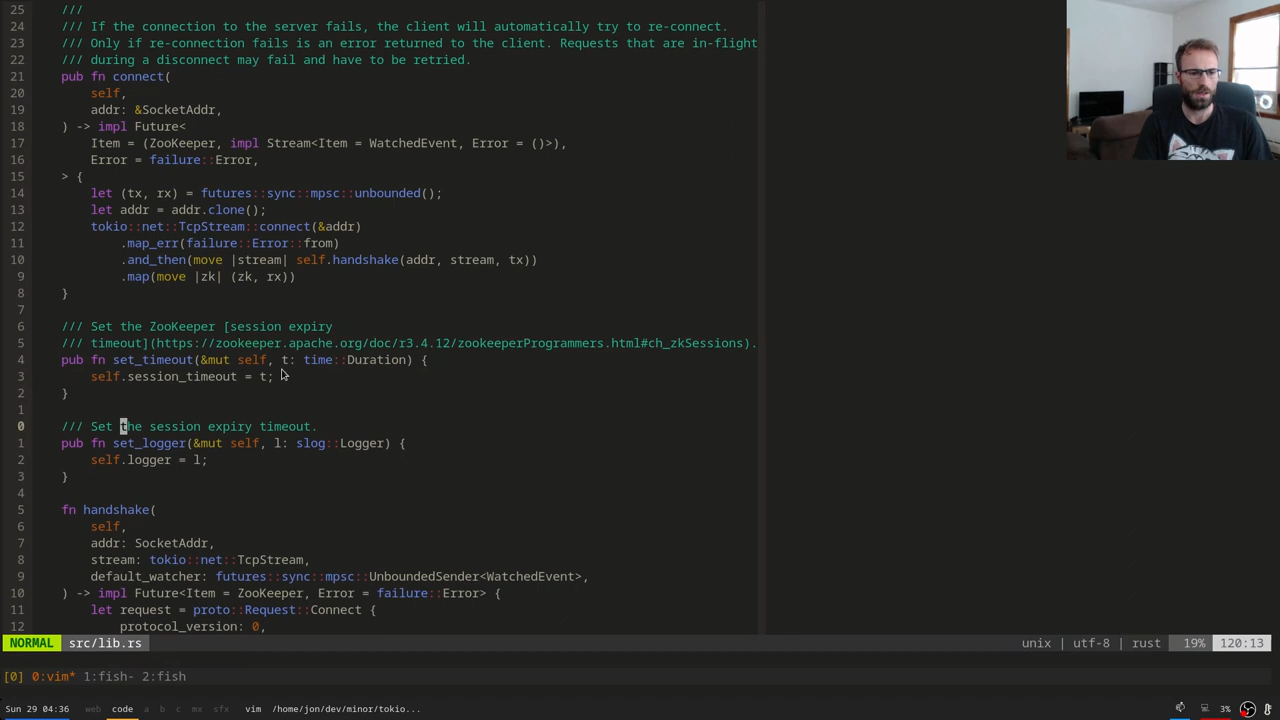 25 ///
24 /// If the connection to the server fails, the client will automatically try to re-connect.
23 /// Only if re-connection fails is an error returned to the client. Requests that are in-flight
22 /// during a disconnect may fail and have to be retried.
21 pub fn connect(
20 self,
19 addr: &SocketAddr,
18 ) -> impl Future<
17 Item = (ZooKeeper, impl Stream<Item = WatchedEvent, Error = ()>),
16 Error = failure::Error,
15 > {
14 let (tx, rx) = futures::sync::mpsc::unbounded();
13 let addr = addr.clone();
12 tokio::net::TcpStream::connect(&addr)
11 .map_err(failure::Error::from)
10 .and_then(move |stream| self.handshake(addr, stream, tx))
9 .map(move |zk| (zk, rx))
8 }
7
6 /// Set the ZooKeeper [session expiry
5 /// timeout](https://zookeeper.apache.org/doc/r3.4.12/zookeeperProgrammers.html#ch_zkSessions).
4 pub fn set_timeout(&mut self, t: time::Duration) {
3 self.session_timeout = t;
2 }
1
0 /// Set the session expiry timeout.
1 pub fn set_logger(&mut self, l: slog::Logger) {
2 self.logger = l;
3 }
4
5 fn handshake(
6 self,
7 addr: SocketAddr,
8 stream: tokio::net::TcpStream,
9 default_watcher: futures::sync::mpsc::UnboundedSender<WatchedEvent>,
10 ) -> impl Future<Item = ZooKeeper, Error = failure::Error> {
11 let request = proto::Request::Connect {
12 protocol_version: 0,
NORMAL src/lib.rs unix | utf-8 | rust 19% 120:13
[0] 0:vim* 1:fish- 2:fish
Sun 29 04:36 web code a b c mx sfx vim /home/jon/dev/minor/tokio... 3%